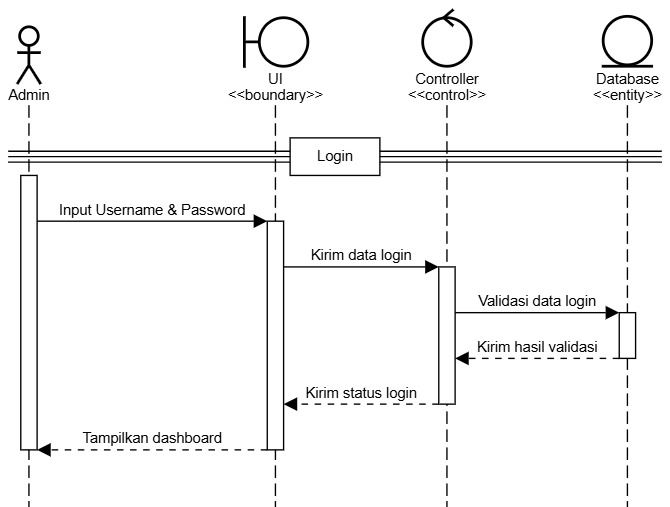 Admin
UI
<<boundary>>
Controller
<<control>>
Database
<<entity>>
Login
Input Username & Password
Kirim data login
Validasi data login
Kirim hasil validasi
Kirim status login
Tampilkan dashboard